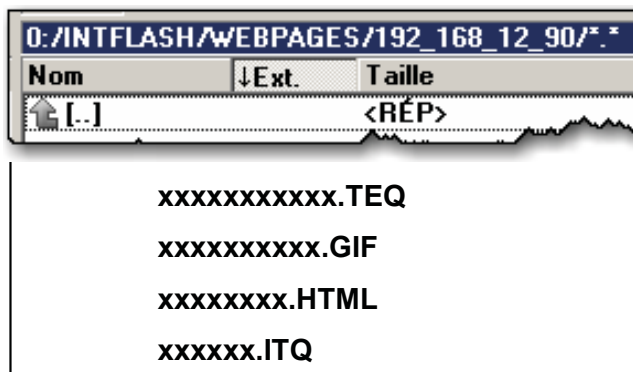 0:/INTFLASH/WEBPAGES/192_168_12_90/*.*
Nom ↓Ext. Taille
[..] <RÉP>
xxxxxxxxxxx.TEQ
xxxxxxxxxx.GIF
xxxxxxxx.HTML
xxxxxx.ITQ